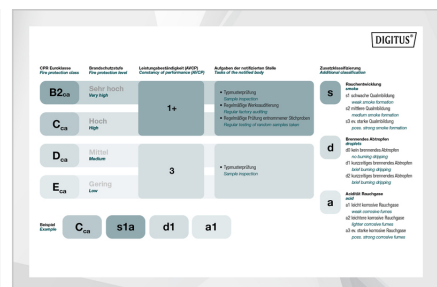 DIGITUS®
CPR Euroklasse
Fire protection class
Brandschutzstufe
Fire protection level
Leistungsbeständigkeit (AVCP)
Constancy of performance (AVCP)
Aufgaben der notifizierten Stelle
Tasks of the notified body
Zusatzklassifizierung
Additional classification
B2ca
Sehr hoch
Very high
Cca
Hoch
High
1+
• Typmusterprüfung
Sample inspection
• Regelmäßige Werksauditierung
Regular factory auditing
• Regelmäßige Prüfung entnommener Stichproben
Regular testing of random samples taken
Dca
Mittel
Medium
Eca
Gering
Low
3
• Typmusterprüfung
Sample inspection
s
Rauchentwicklung
smoke
s1 schwache Qualmbildung
weak smoke formation
s2 mittlere Qualmbildung
medium smoke formation
s3 ev. starke Qualmbildung
poss. strong smoke formation
d
Brennendes Abtropfen
droplets
d0 kein brennendes Abtropfen
no burning dripping
d1 kurzzeitiges brennendes Abtropfen
brief burning dripping
d2 kurzzeitiges brennendes Abtropfen
brief burning dripping
a
Acidität Rauchgase
acid
a1 leicht korrosive Rauchgase
weak corrosive fumes
a2 leichtere korrosive Rauchgase
lighter corrosive fumes
a3 ev. starke korrosive Rauchgase
poss. strong corrosive fumes
Beispiel
Example
Cca
s1a
d1
a1